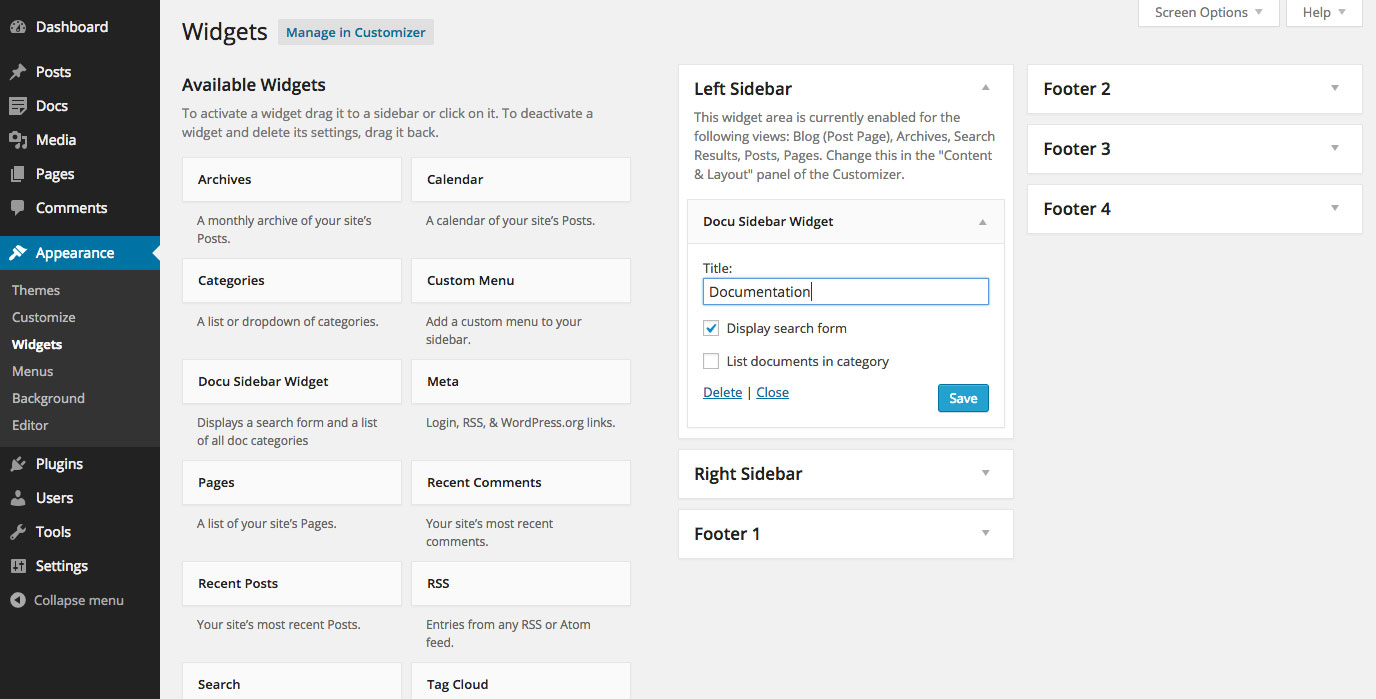 Dashboard
Posts
Docs
Media
Pages
Comments
Appearance
Themes
Customize
Widgets
Menus
Background
Editor
Plugins
Users
Tools
Settings
Collapse menu
Screen Options
Help
Widgets
Manage in Customizer
Available Widgets
To activate a widget drag it to a sidebar or click on it. To deactivate a
widget and delete its settings, drag it back.
Archives
A monthly archive of your site’s
Posts.
Calendar
A calendar of your site’s Posts.
Categories
A list or dropdown of categories.
Custom Menu
Add a custom menu to your
sidebar.
Docu Sidebar Widget
Displays a search form and a list
of all doc categories
Meta
Login, RSS, & WordPress.org links.
Pages
A list of your site’s Pages.
Recent Comments
Your site’s most recent
comments.
Recent Posts
Your site’s most recent Posts.
RSS
Entries from any RSS or Atom
feed.
Search
Tag Cloud
Left Sidebar
This widget area is currently enabled for the
following views: Blog (Post Page), Archives, Search
Results, Posts, Pages. Change this in the "Content
& Layout" panel of the Customizer.
Docu Sidebar Widget
Title:
Documentation
Display search form
List documents in category
Delete | Close
Save
Right Sidebar
Footer 1
Footer 2
Footer 3
Footer 4